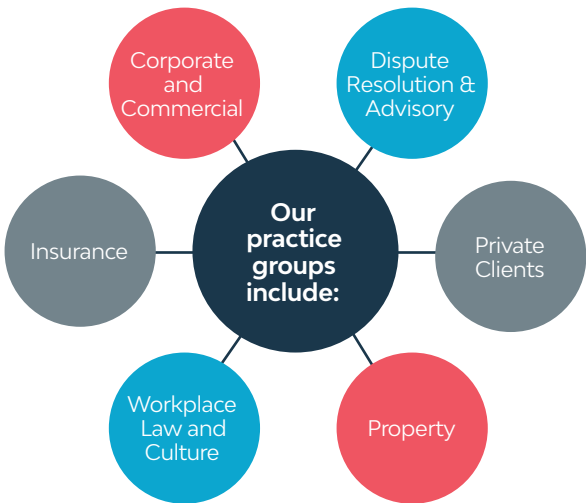 Corporate
and
Commercial
Dispute
Resolution &
Advisory
Insurance
Our
practice
groups
include:
Private
Clients
Workplace
Law and
Culture
Property